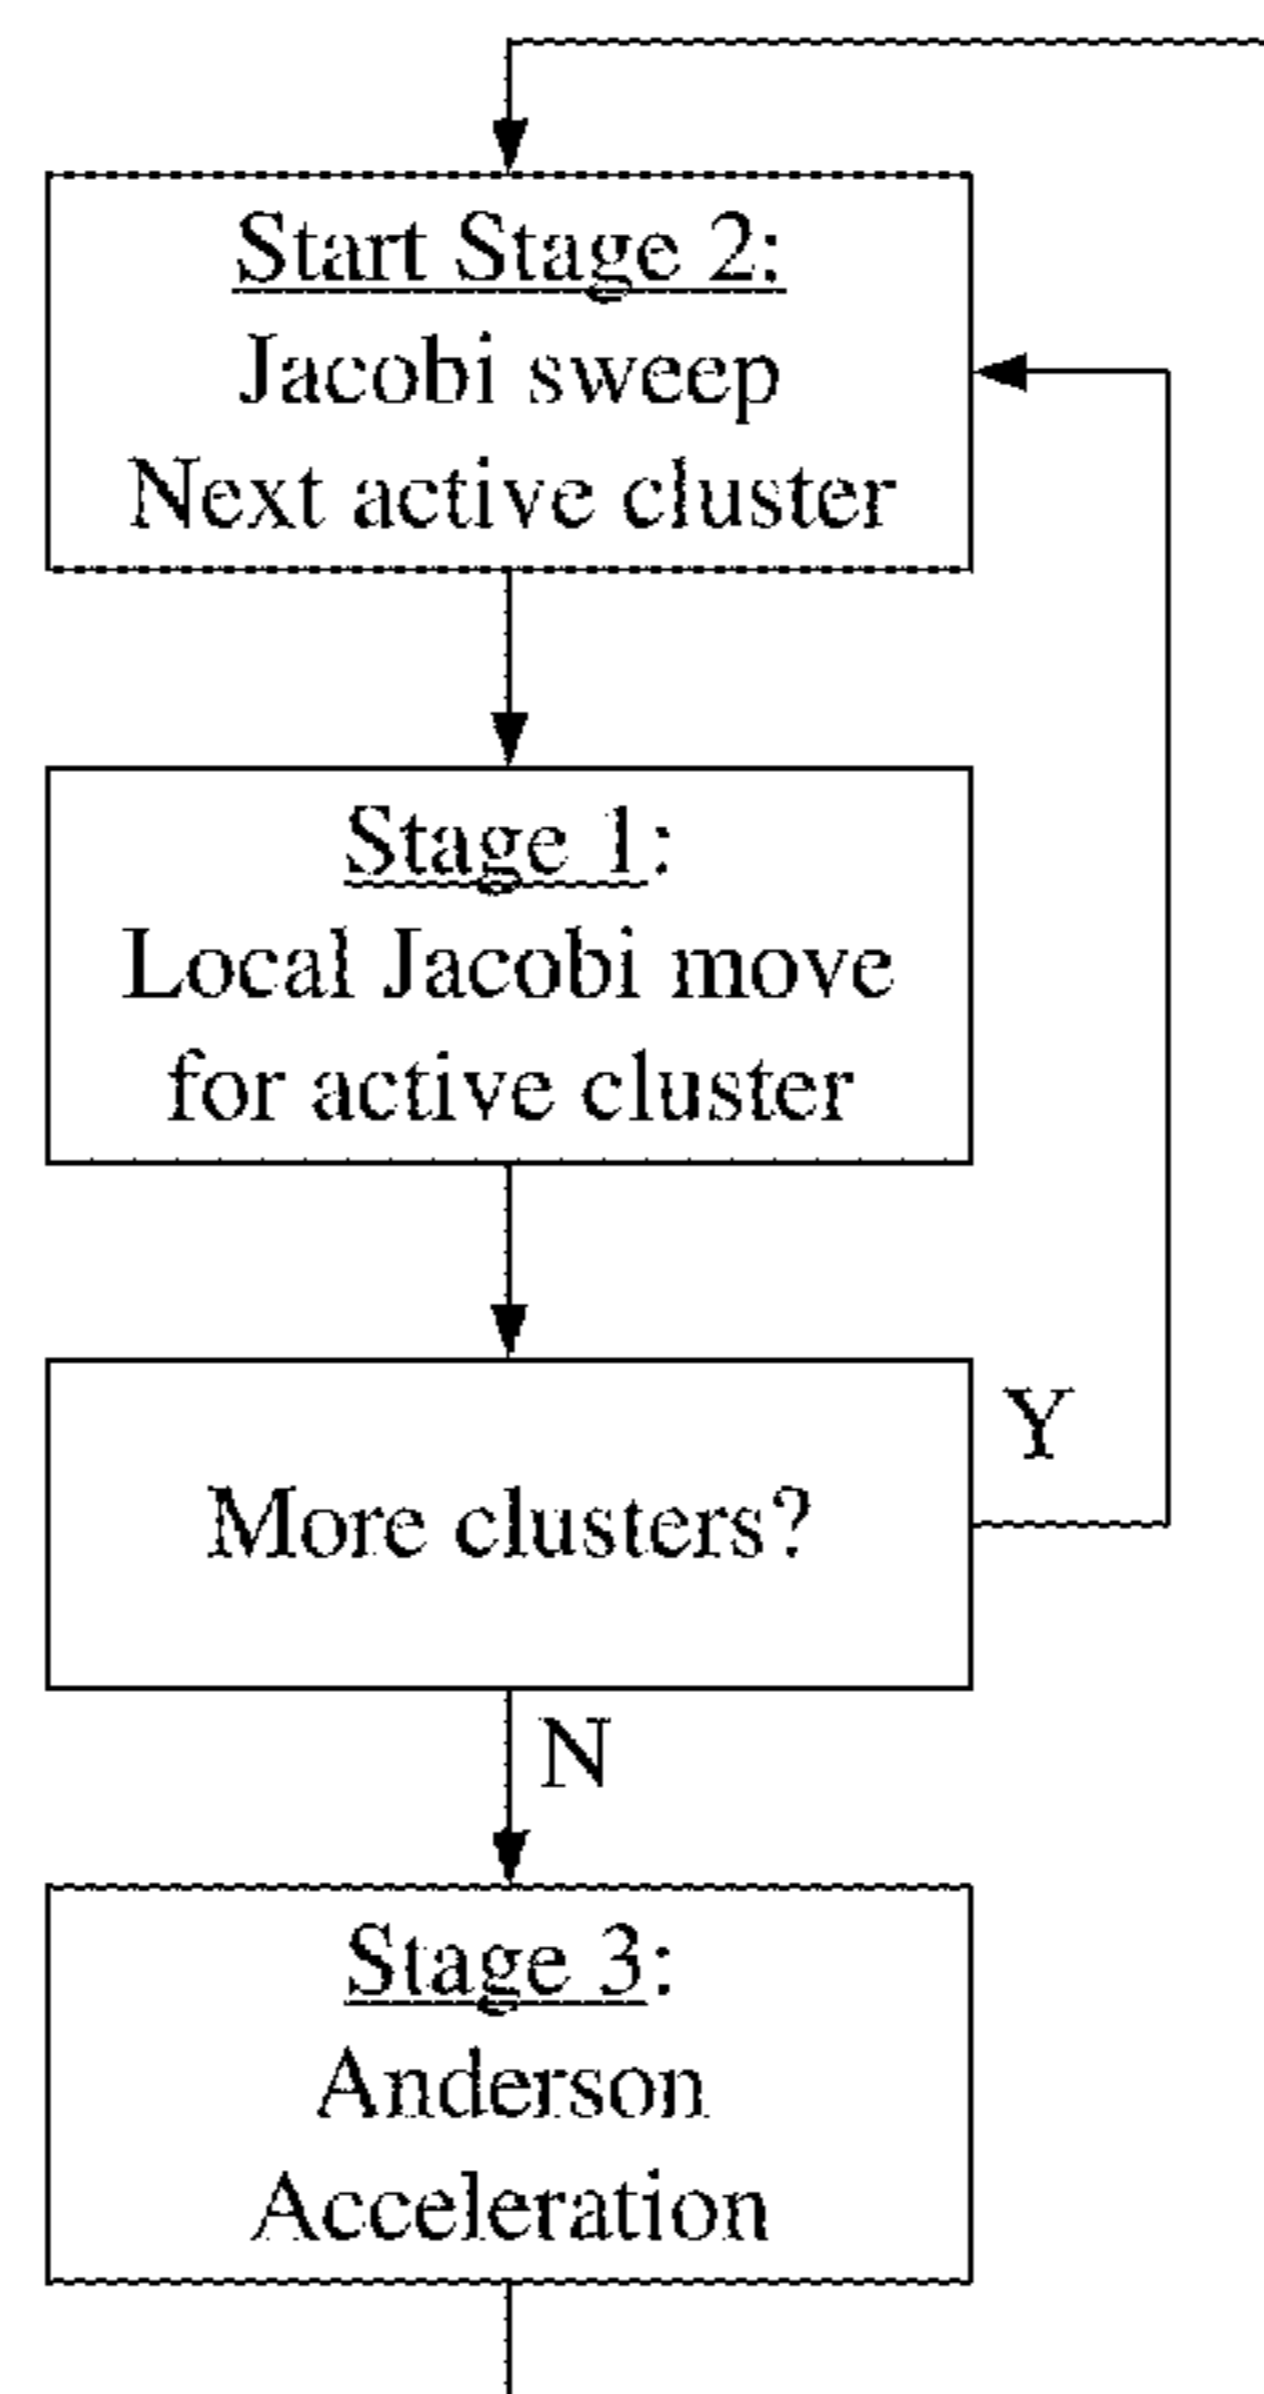 Start Stage 2:
Jacobi sweep
Next active cluster
Stage 1:
Local Jacobi move
for active cluster
More clusters?
Y
N
Stage 3:
Anderson
Acceleration